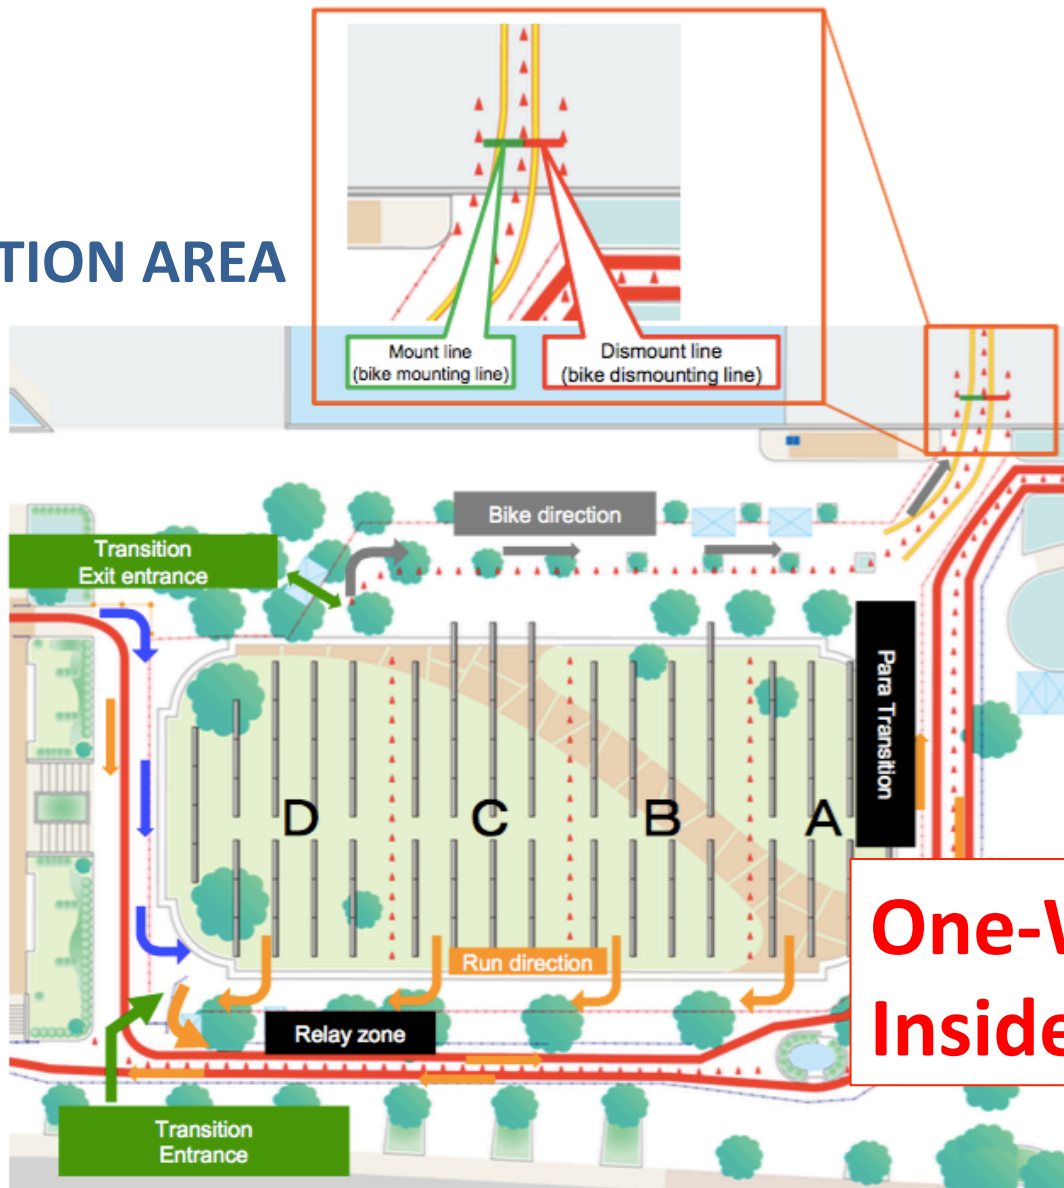 TION AREA
Mount line
(bike mounting line)
Dismount line
(bike dismounting line)
Bike direction
Transition
Exit entrance
Para Transition
D
C
B
A
Run direction
One-
Inside
Relay zone
Transition
Entrance